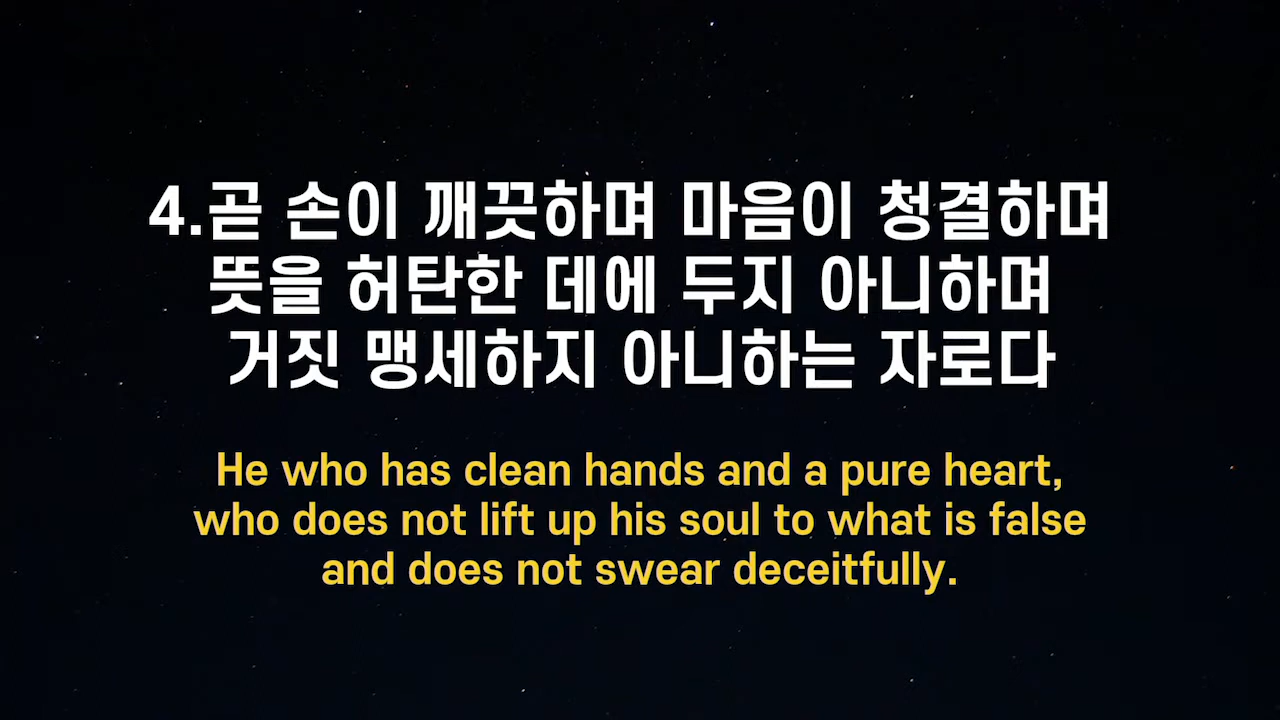 4.곧 손이 깨끗하며 마음이 청결하며
뜻을 허탄한 데에 두지 아니하며
거짓 맹세하지 아니하는 자로다
He who has clean hands and a pure heart,
who does not lift up his soul to what is false
and does not swear deceitfully.